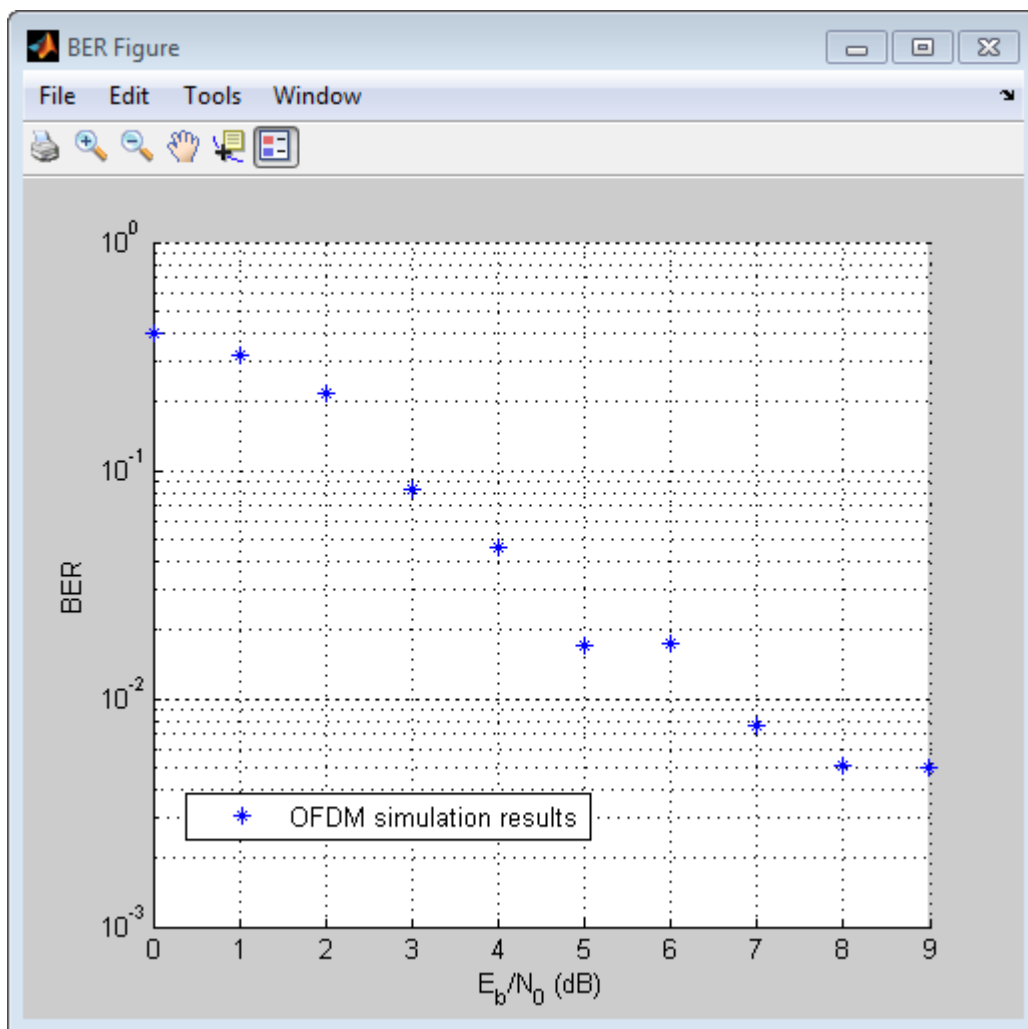 BER Figure
File Edit Tools Window
10^0
10^-1
10^-2
10^-3
BER
OFDM simulation results
0 1 2 3 4 5 6 7 8 9
E_b/N_0 (dB)